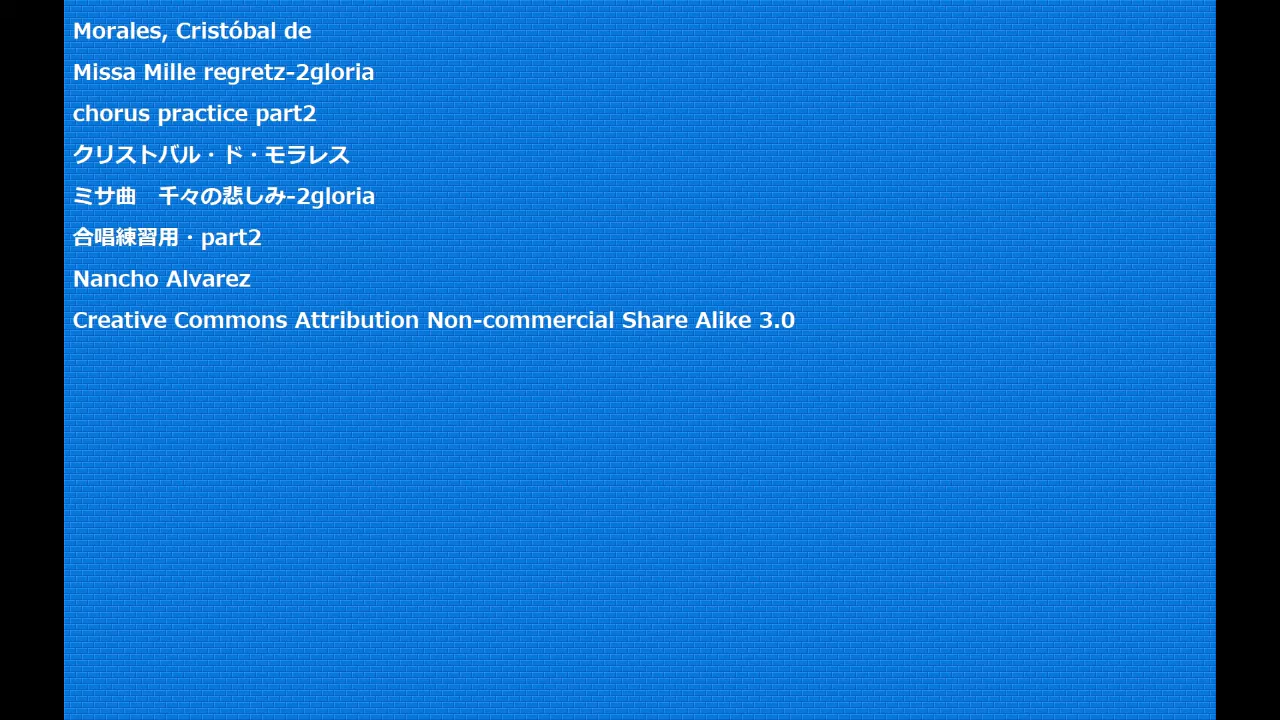 Morales, Cristóbal de
Missa Mille regretz-2gloria
chorus practice part2
クリストバル・ド・モラレス
ミサ曲　千々の悲しみ-2gloria
合唱練習用・part2
Nancho Alvarez
Creative Commons Attribution Non-commercial Share Alike 3.0